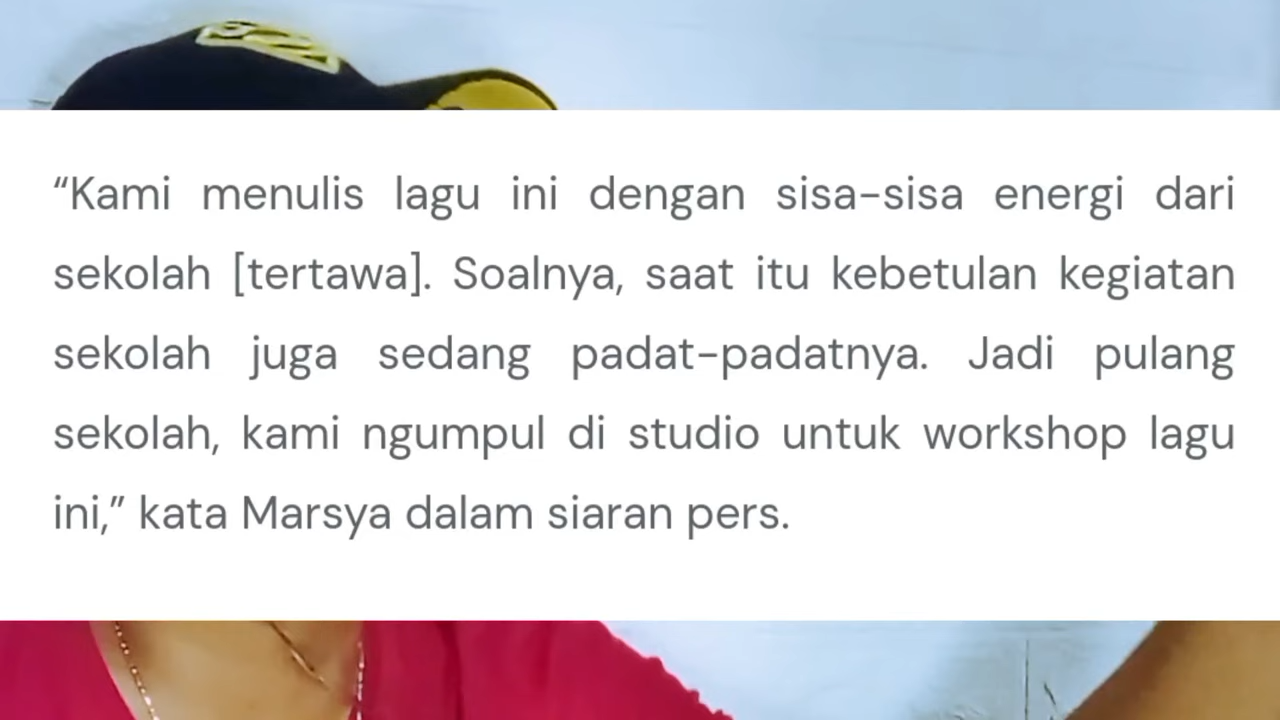 “Kami menulis lagu ini dengan sisa-sisa energi dari
sekolah [tertawa]. Soalnya, saat itu kebetulan kegiatan
sekolah juga sedang padat-padatnya. Jadi pulang
sekolah, kami ngumpul di studio untuk workshop lagu
ini,” kata Marsya dalam siaran pers.